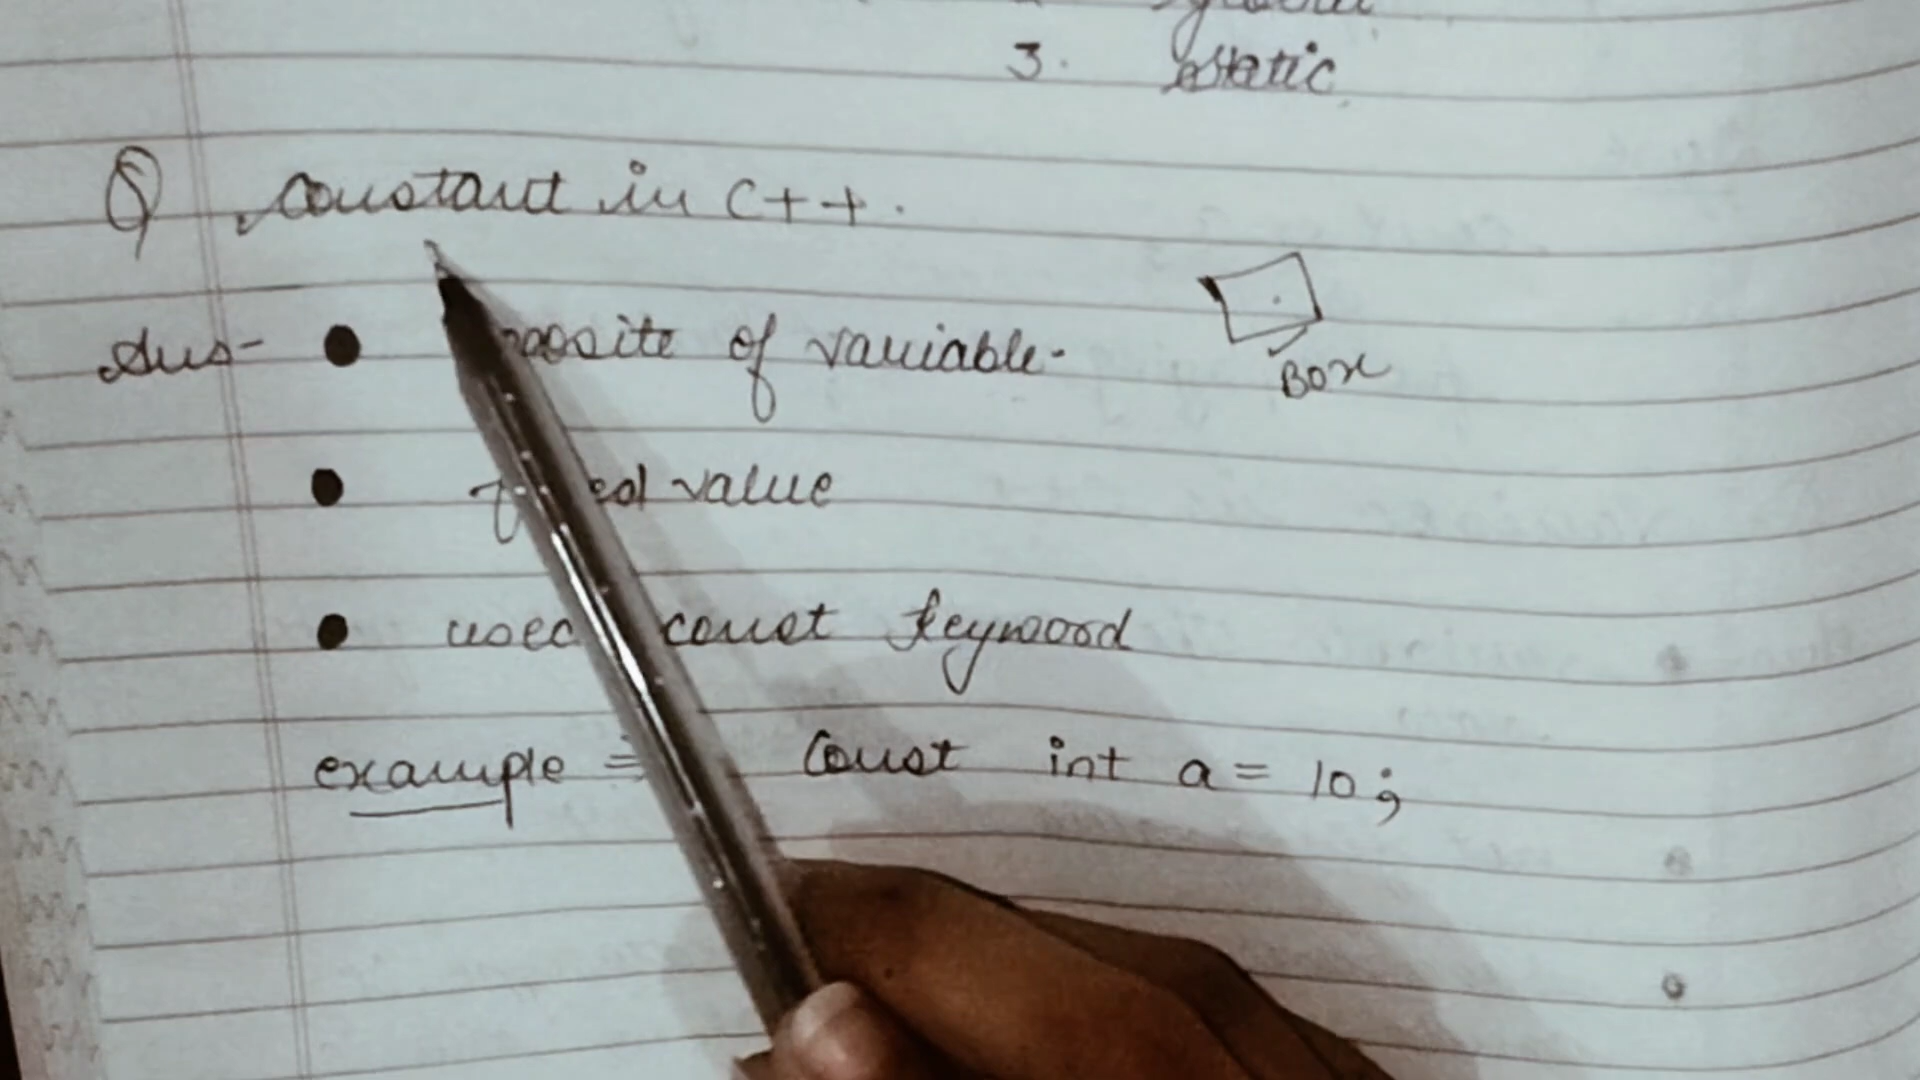 3. static
Q constant in C++.
Ans- ● of variable.
Box
● value
● const keyword
example = const int a = 10;